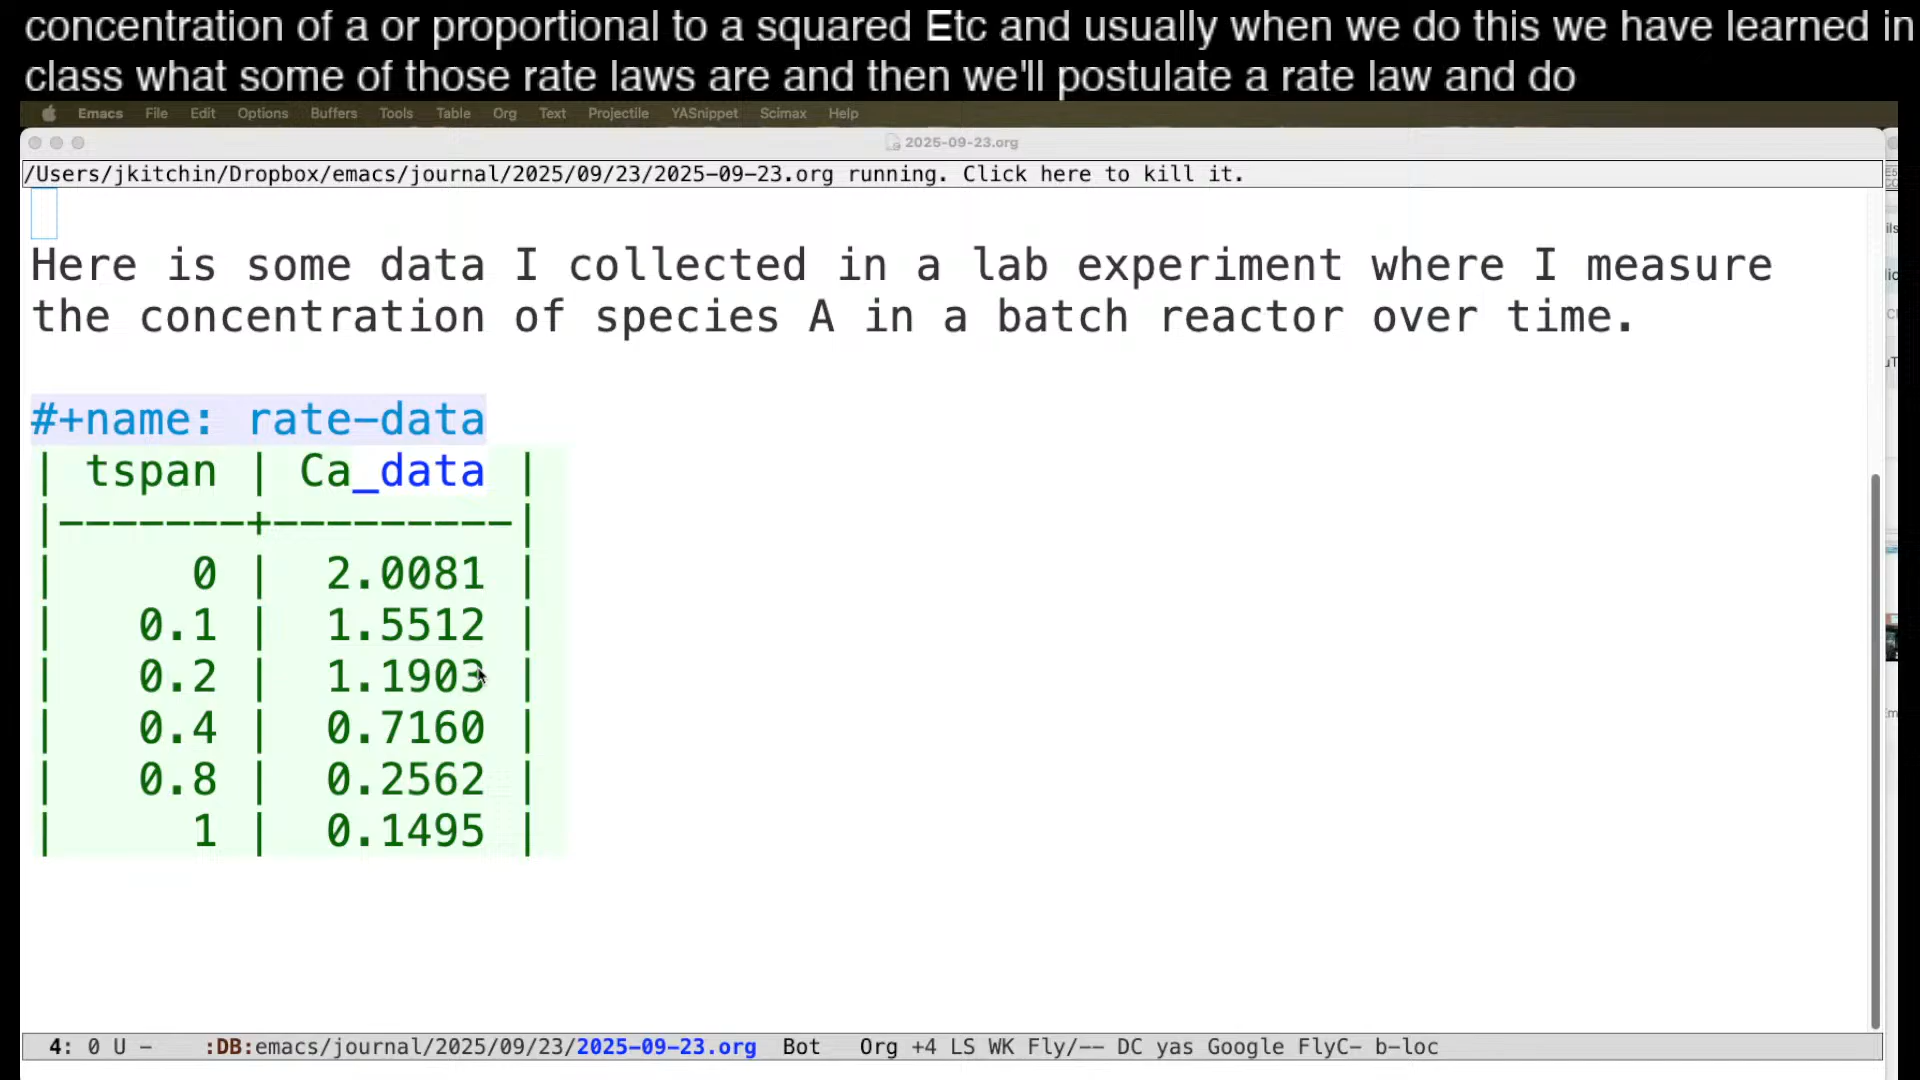 concentration of a or proportional to a squared Etc and usually when we do this we have learned in
class what some of those rate laws are and then we'll postulate a rate law and do
Emacs File Edit Options Buffers Tools Table Org Text Projectile YASnippet Scimax Help
2025-09-23.org
/Users/jkitchin/Dropbox/emacs/journal/2025/09/23/2025-09-23.org running. Click here to kill it.
Here is some data I collected in a lab experiment where I measure
the concentration of species A in a batch reactor over time.
#+name: rate-data
| tspan | Ca_data |
|-------+---------|
| 0 | 2.0081 |
| 0.1 | 1.5512 |
| 0.2 | 1.1903 |
| 0.4 | 0.7160 |
| 0.8 | 0.2562 |
| 1 | 0.1495 |
4: 0 U - :DB:emacs/journal/2025/09/23/2025-09-23.org Bot Org +4 LS WK Fly/-- DC yas Google FlyC- b-loc